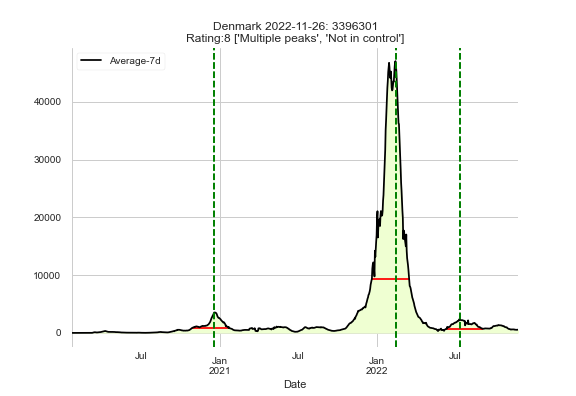 Denmark 2022-11-26: 3396301
Rating:8 ['Multiple peaks', 'Not in control']
Average-7d
40000
30000
20000
10000
0
Jul
Jan
2021
Jul
Jan
2022
Jul
Date